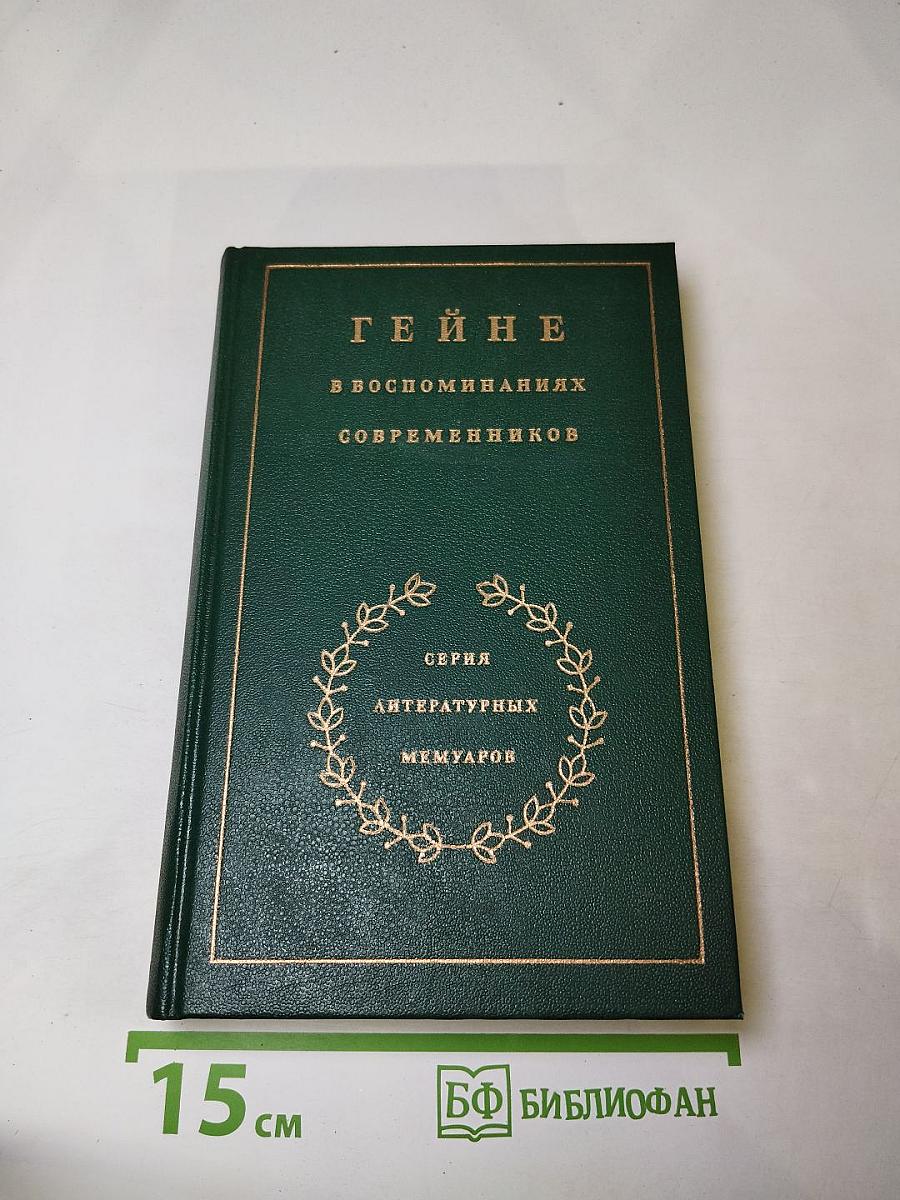 ГЕЙНЕ
В ВОСПОМИНАНИЯХ
СОВРЕМЕННИКОВ
СЕРИЯ
ЛИТЕРАТУРНЫХ
МЕМУАРОВ
15 см
БФ БИБЛИОФАН